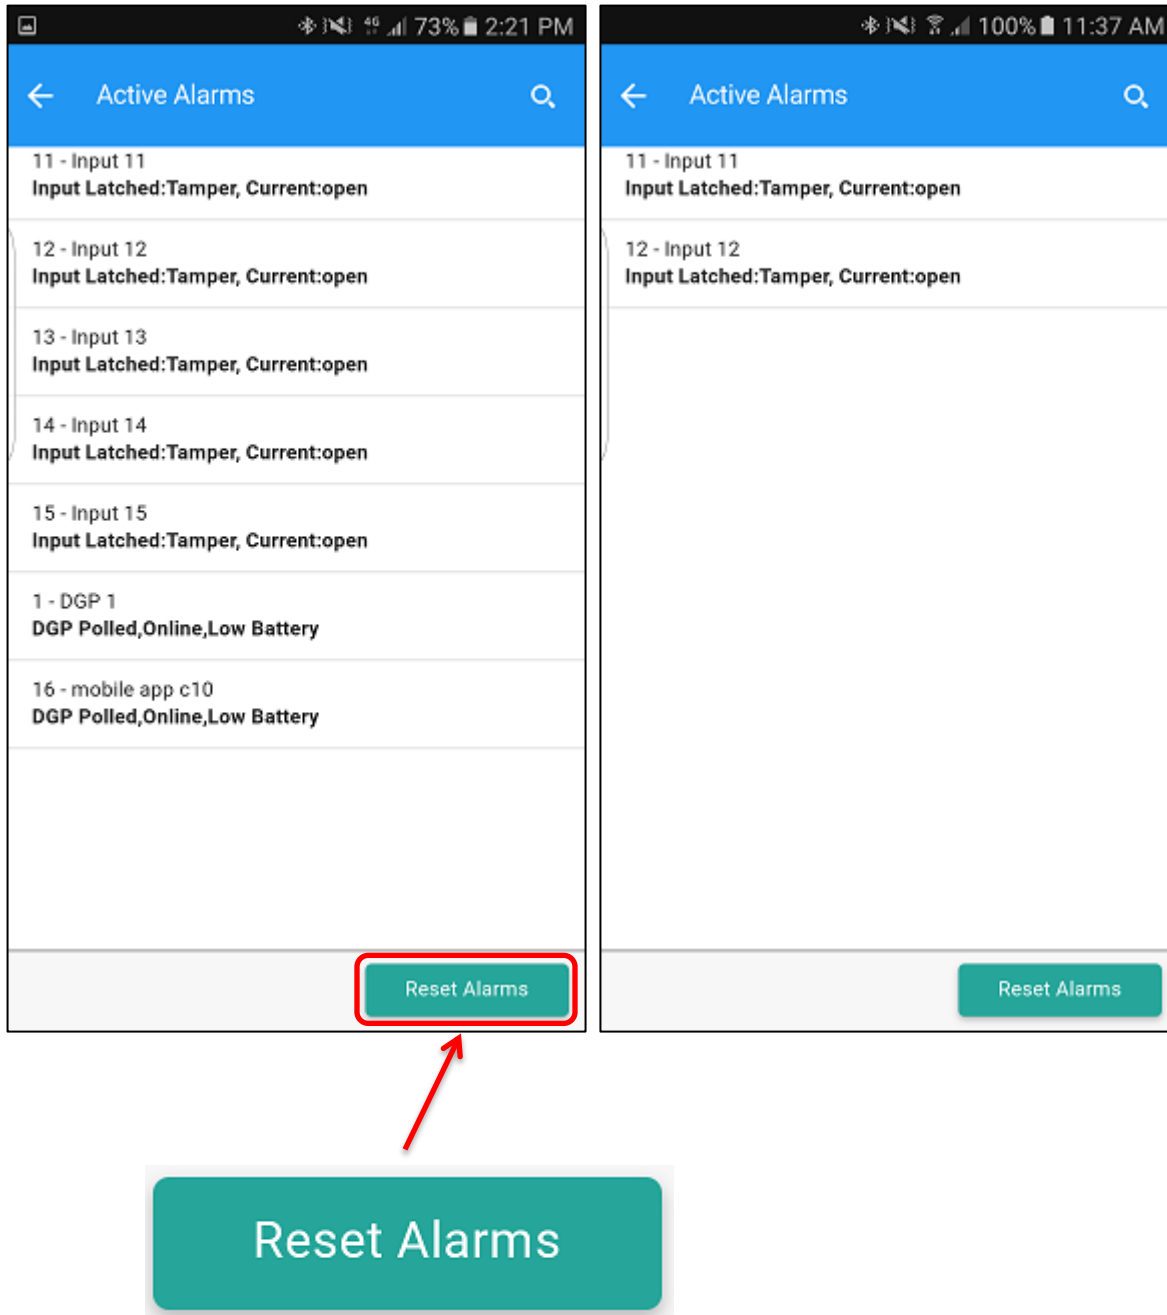 4G 73% 2:21 PM
Active Alarms
11 - Input 11
Input Latched:Tamper, Current:open
12 - Input 12
Input Latched:Tamper, Current:open
13 - Input 13
Input Latched:Tamper, Current:open
14 - Input 14
Input Latched:Tamper, Current:open
15 - Input 15
Input Latched:Tamper, Current:open
1 - DGP 1
DGP Polled,Online,Low Battery
16 - mobile app c10
DGP Polled,Online,Low Battery
Reset Alarms
100% 11:37 AM
Active Alarms
11 - Input 11
Input Latched:Tamper, Current:open
12 - Input 12
Input Latched:Tamper, Current:open
Reset Alarms
Reset Alarms